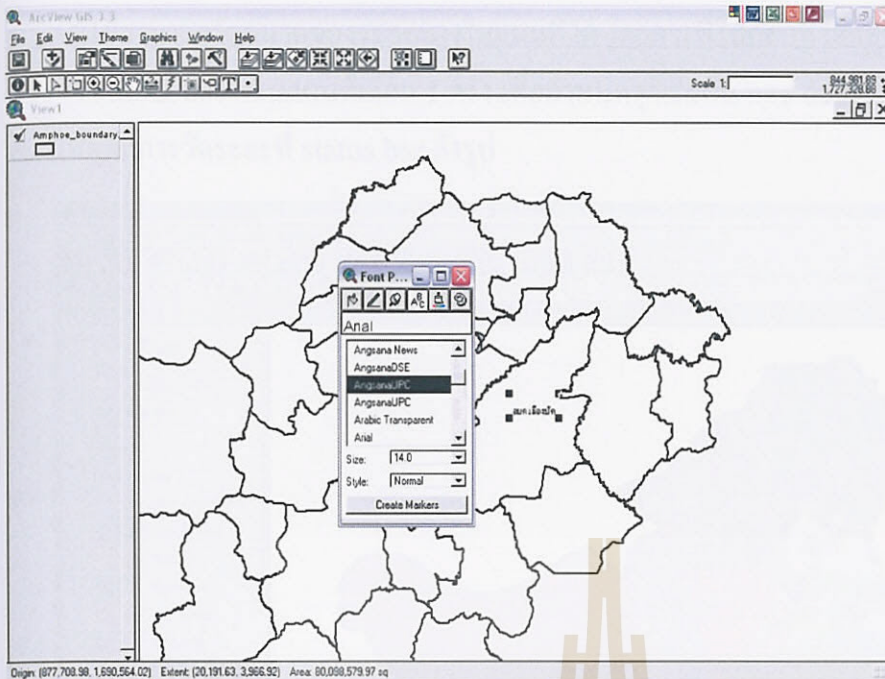 ArcView GIS 3.3
File Edit View Theme Graphics Window Help
Scale 1:
844,981.69
1,727,328.86
View1
Amphoe_boundary
Font P...
Arial
Angsana News
AngsanaDSE
AngsanaUPC
AngsanaUPC
Arabic Transparent
Arial
Size: 14.0
Style: Normal
Create Markers
Origin: (877,708.98, 1,690,564.02) Extent: (20,191.63, 3,966.92) Area: 80,098,579.97 sq